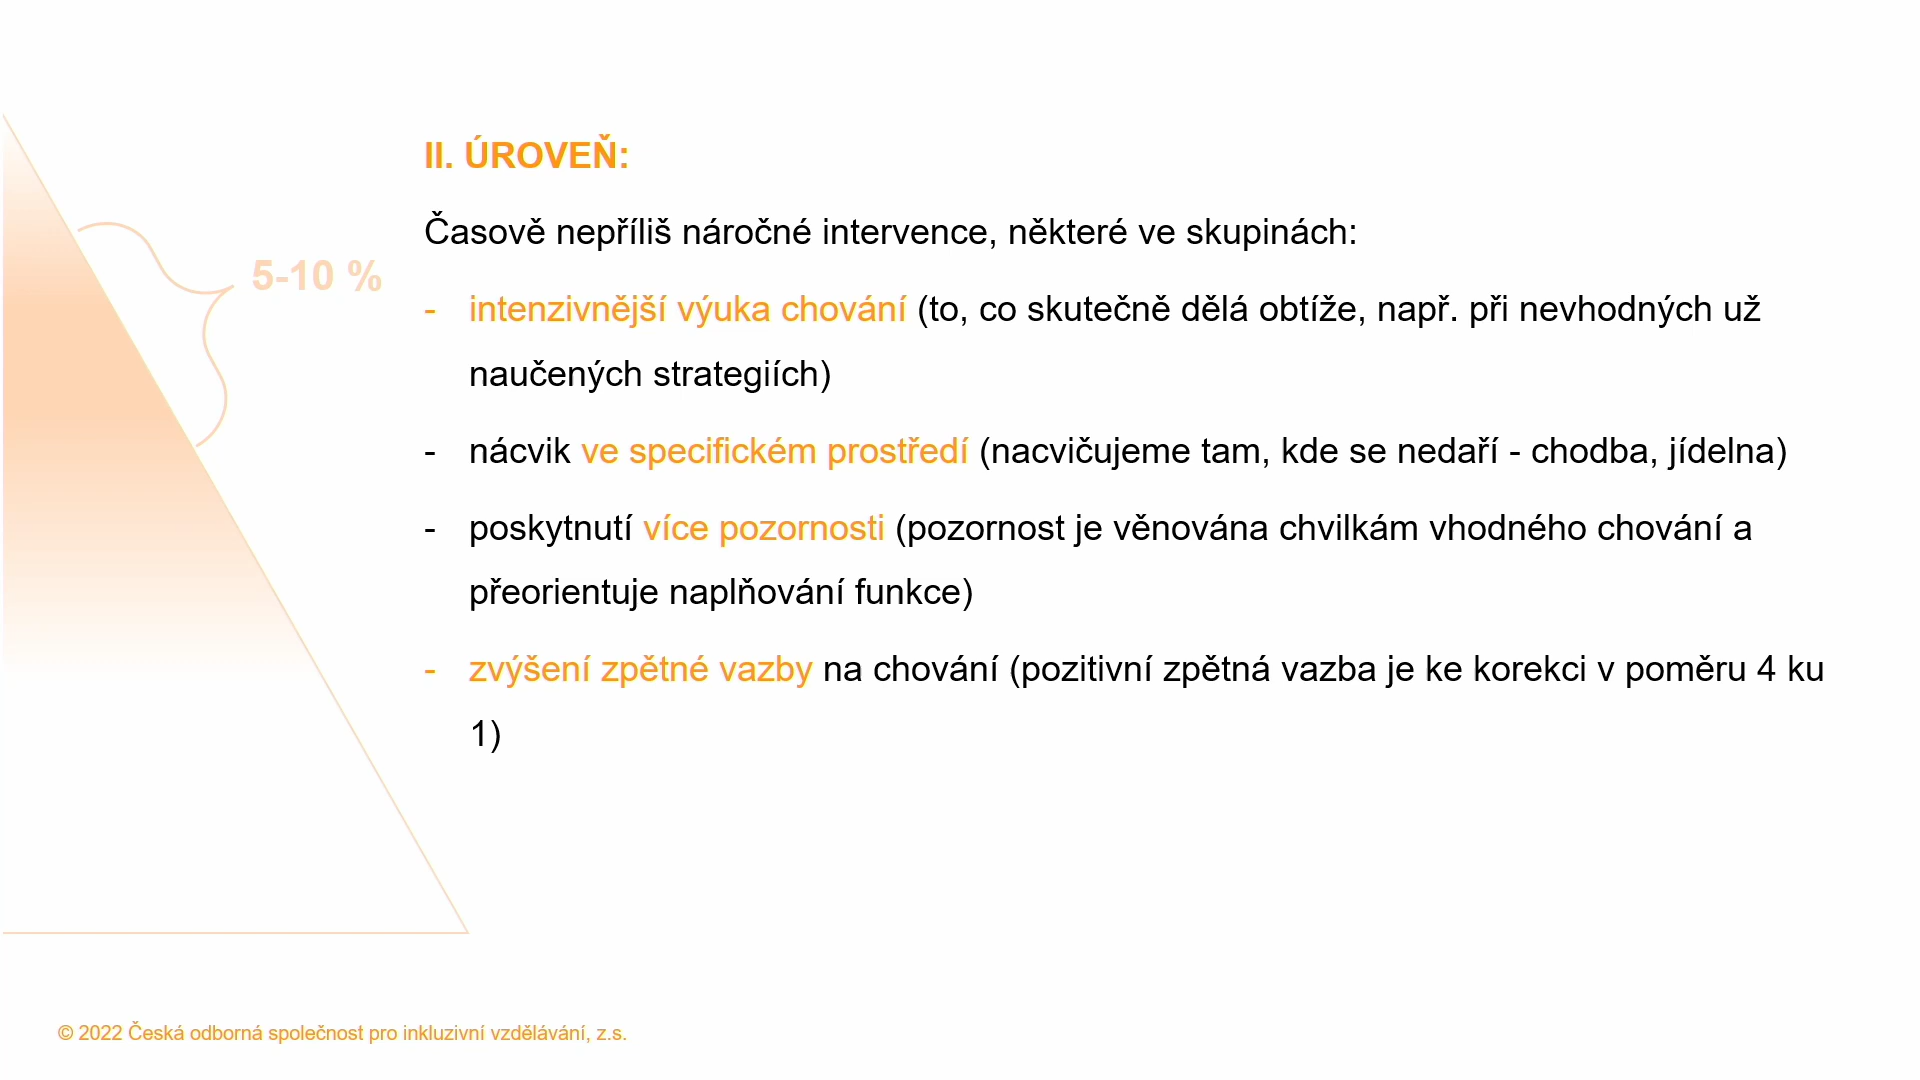 II. ÚROVEŇ:
Časově nepříliš náročné intervence, některé ve skupinách:
5-10 %
- intenzivnější výuka chování (to, co skutečně dělá obtíže, např. při nevhodných už
naučených strategiích)
- nácvik ve specifickém prostředí (nacvičujeme tam, kde se nedaří - chodba, jídelna)
- poskytnutí více pozornosti (pozornost je věnována chvilkám vhodného chování a
přeorientuje naplňování funkce)
- zvýšení zpětné vazby na chování (pozitivní zpětná vazba je ke korekci v poměru 4 ku
1)
© 2022 Česká odborná společnost pro inkluzivní vzdělávání, z.s.